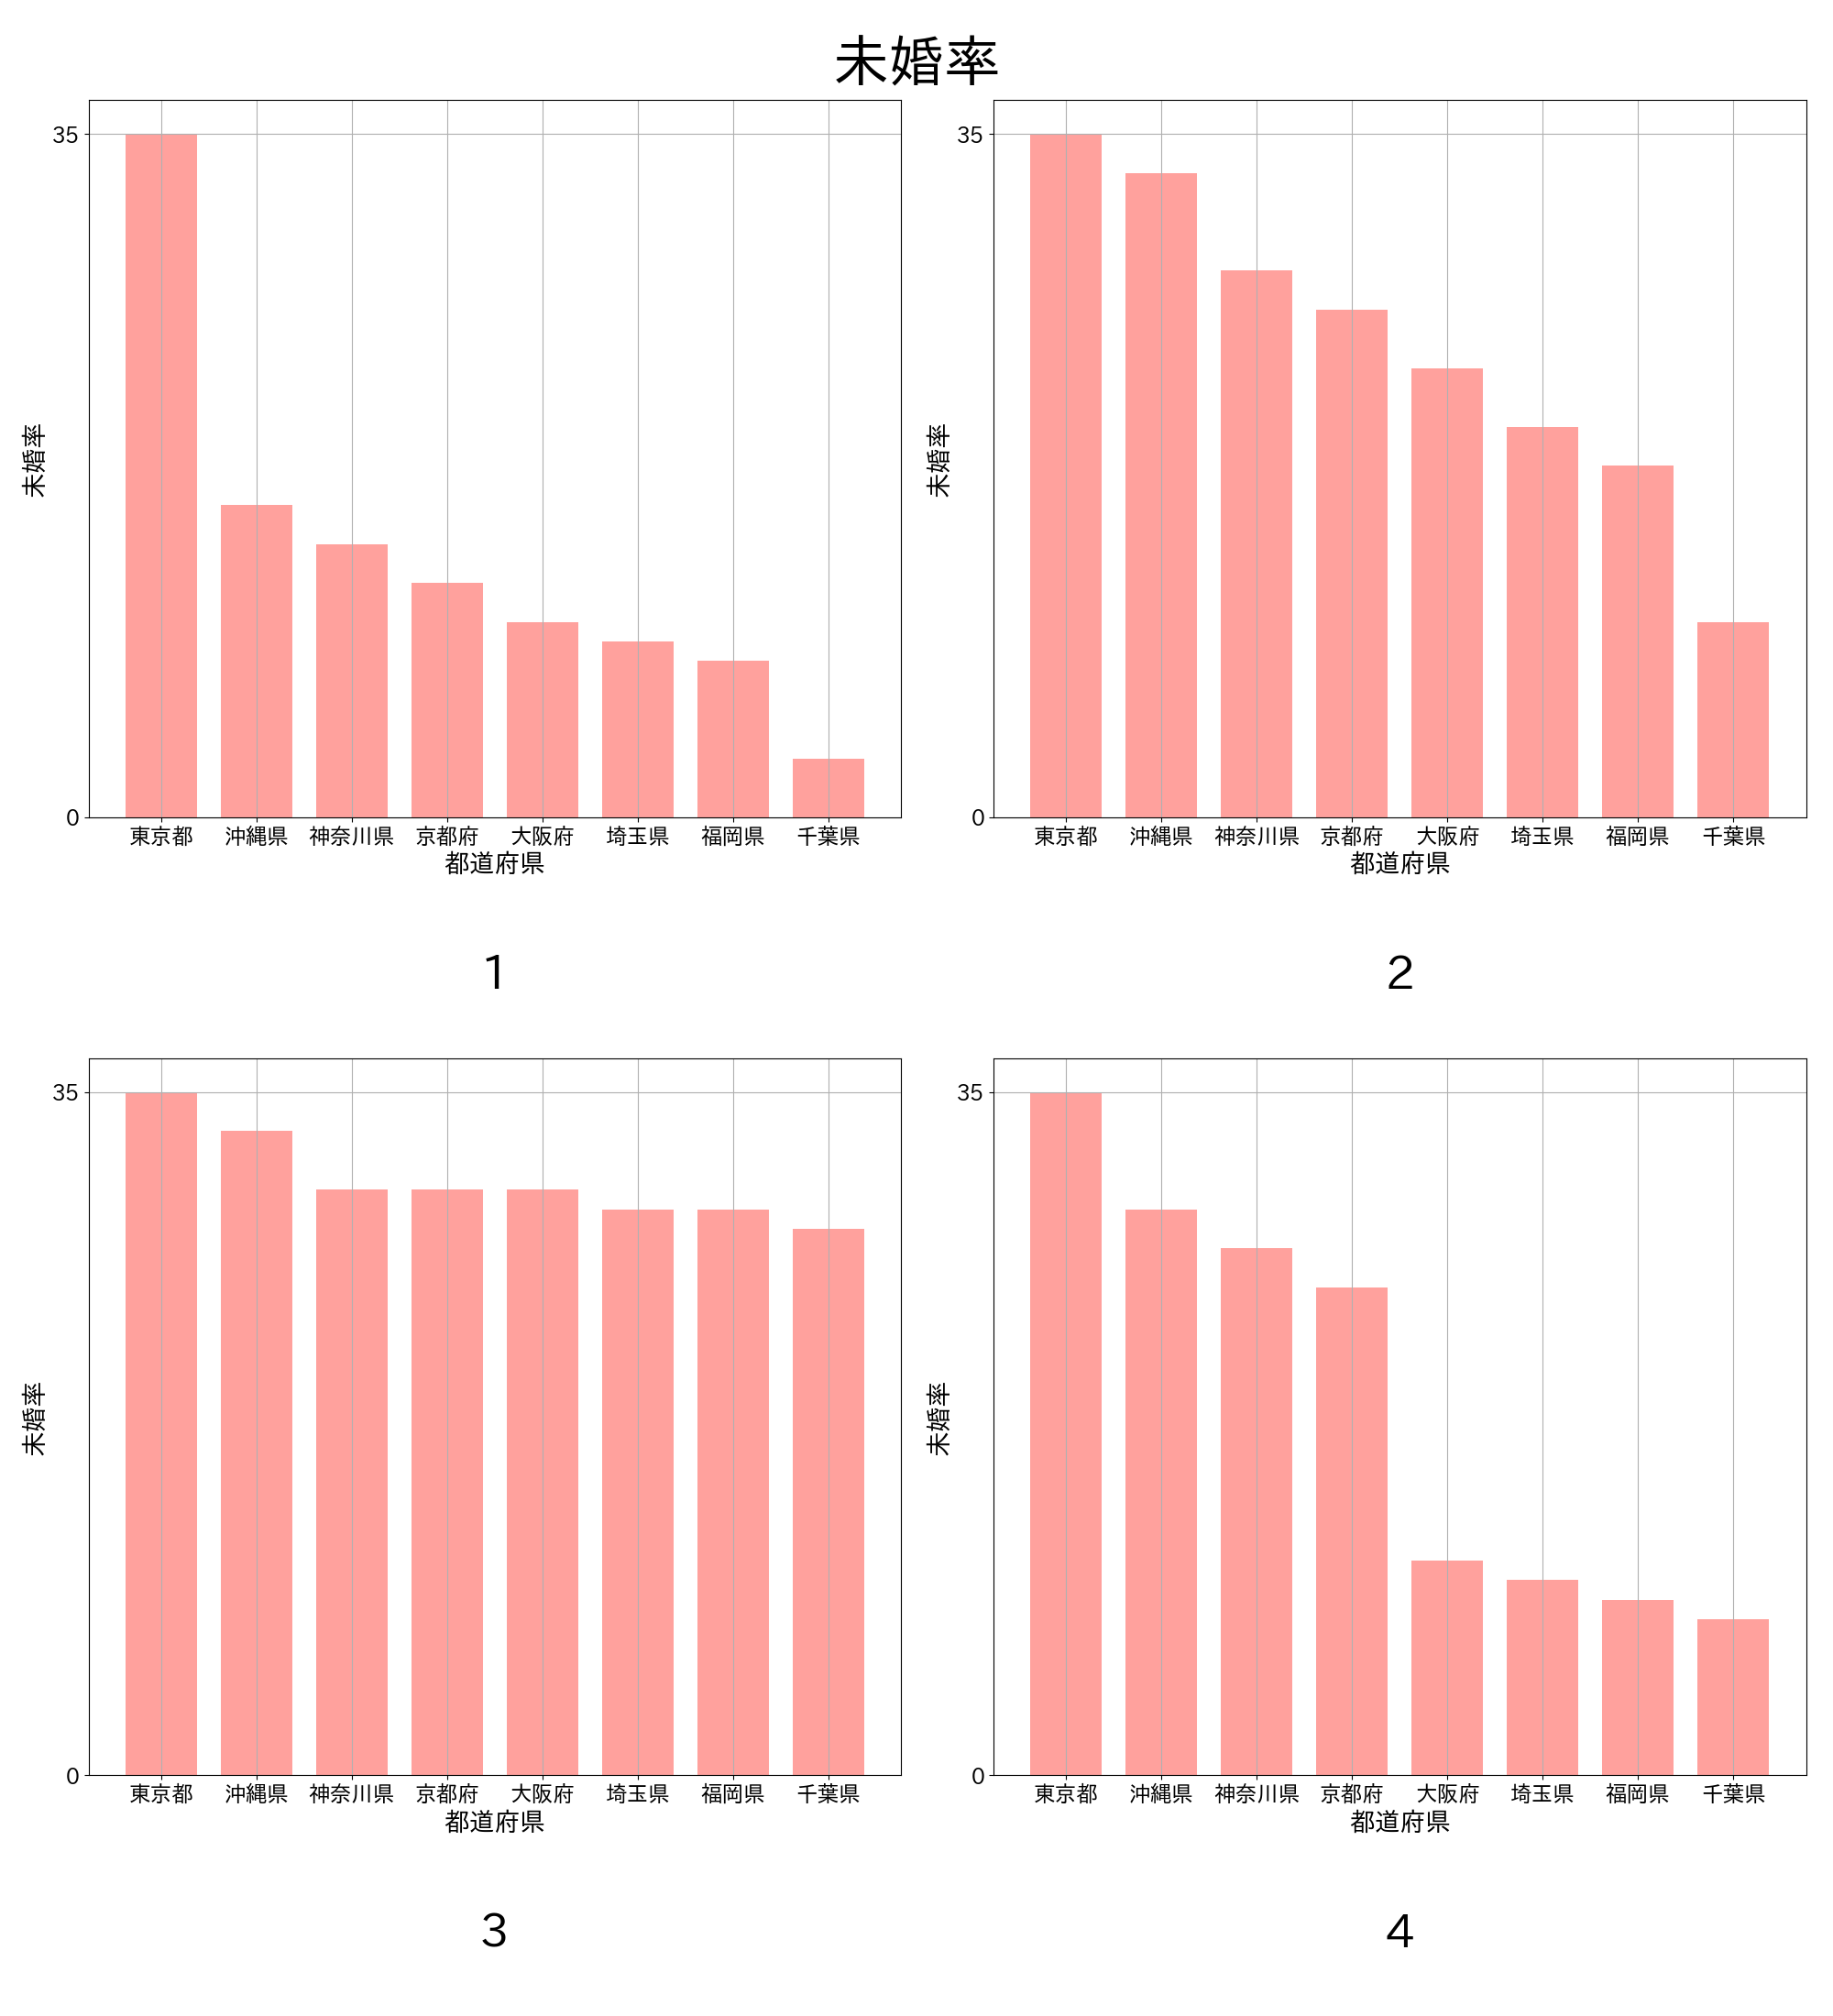 未婚率
35
0
未婚率
東京都 沖縄県 神奈川県 京都府 大阪府 埼玉県 福岡県 千葉県
都道府県
1
35
0
未婚率
東京都 沖縄県 神奈川県 京都府 大阪府 埼玉県 福岡県 千葉県
都道府県
2
35
0
未婚率
東京都 沖縄県 神奈川県 京都府 大阪府 埼玉県 福岡県 千葉県
都道府県
3
35
0
未婚率
東京都 沖縄県 神奈川県 京都府 大阪府 埼玉県 福岡県 千葉県
都道府県
4